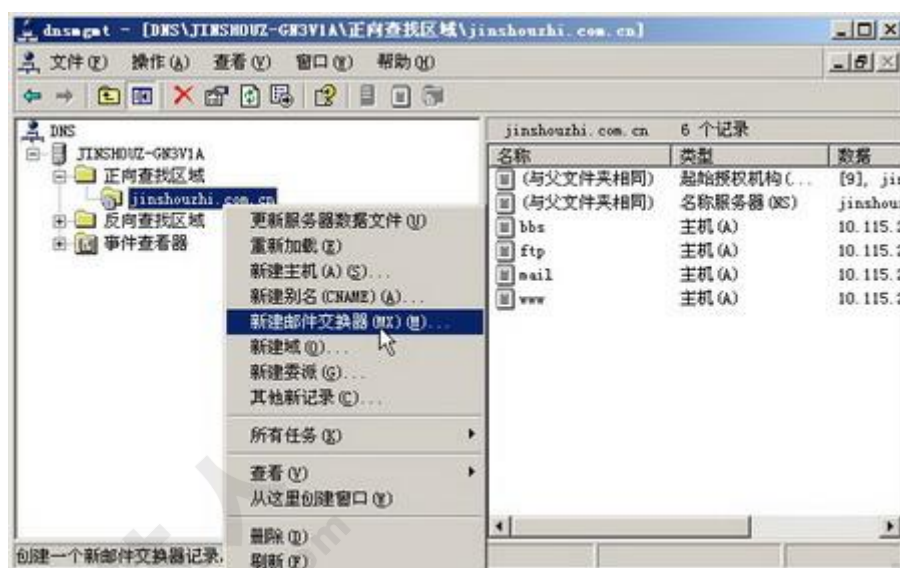 dnsmgmt - [DNS\JINSHOUZ-GN3V1A\正向查找区域\jinshouzhi.com.cn]
文件(F) 操作(A) 查看(V) 窗口(W) 帮助(H)
DNS
JINSHOUZ-GN3V1A
正向查找区域
jinshouzhi.com.cn
反向查找区域
事件查看器
更新服务器数据文件(U)
重新加载(E)
新建主机(A)(S)...
新建别名(CNAME)(A)...
新建邮件交换器(MX)(M)...
新建域(O)...
新建委派(G)...
其他新记录(C)...
所有任务(K)
查看(V)
从这里创建窗口(W)
删除(D)
刷新(F)
jinshouzhi.com.cn 6 个记录
名称 类型 数据
(与父文件夹相同) 起始授权机构(... [9], ji
(与父文件夹相同) 名称服务器(NS) jinshou
bbs 主机(A) 10.115.
ftp 主机(A) 10.115.
mail 主机(A) 10.115.
www 主机(A) 10.115.
创建一个新邮件交换器记录.